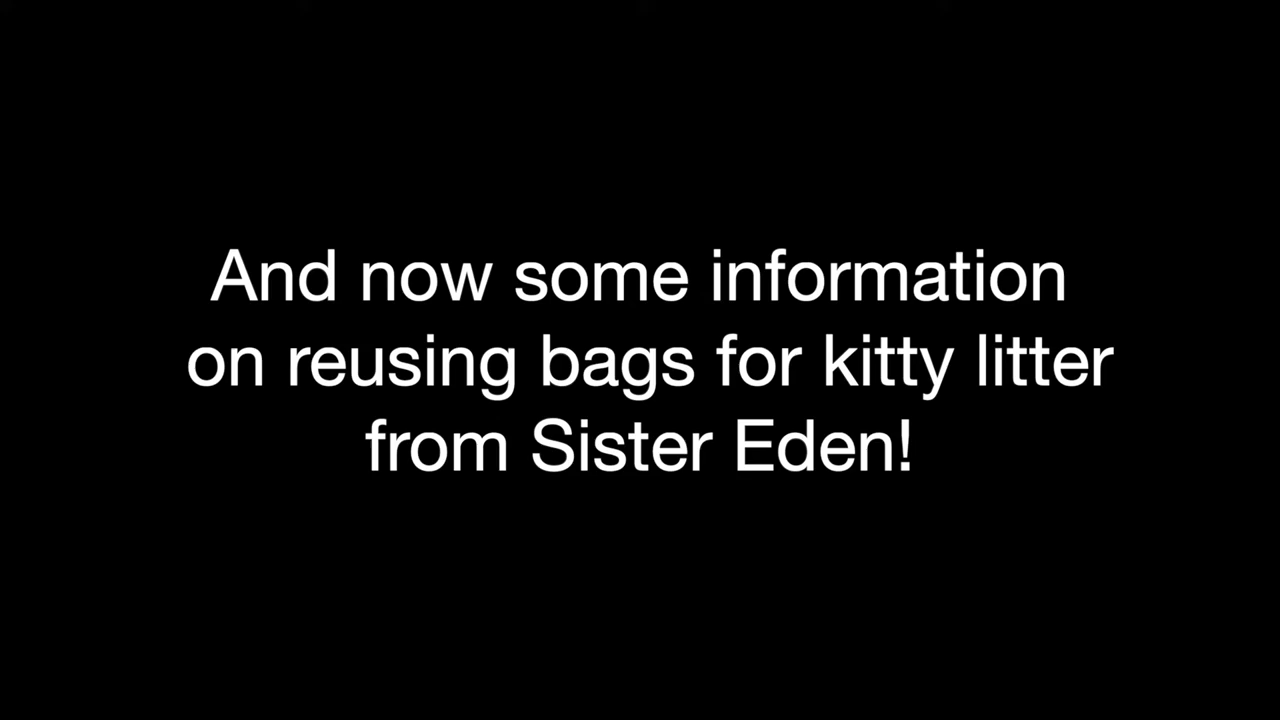 And now some information
on reusing bags for kitty litter
from Sister Eden!